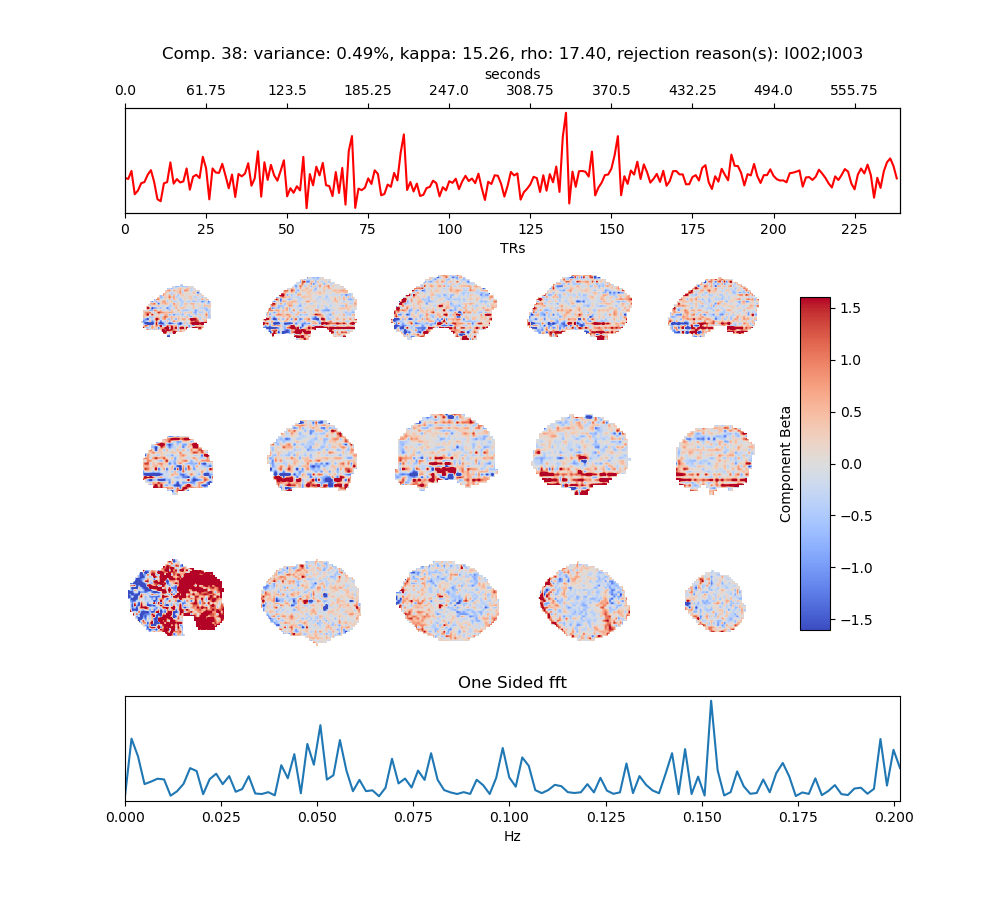 Comp. 38: variance: 0.49%, kappa: 15.26, rho: 17.40, rejection reason(s): I002;I003
seconds
0.0 61.75 123.5 185.25 247.0 308.75 370.5 432.25 494.0 555.75
0 25 50 75 100 125 150 175 200 225
TRs
1.5
1.0
0.5
0.0
−0.5
−1.0
−1.5
Component Beta
One Sided fft
0.000 0.025 0.050 0.075 0.100 0.125 0.150 0.175 0.200
Hz